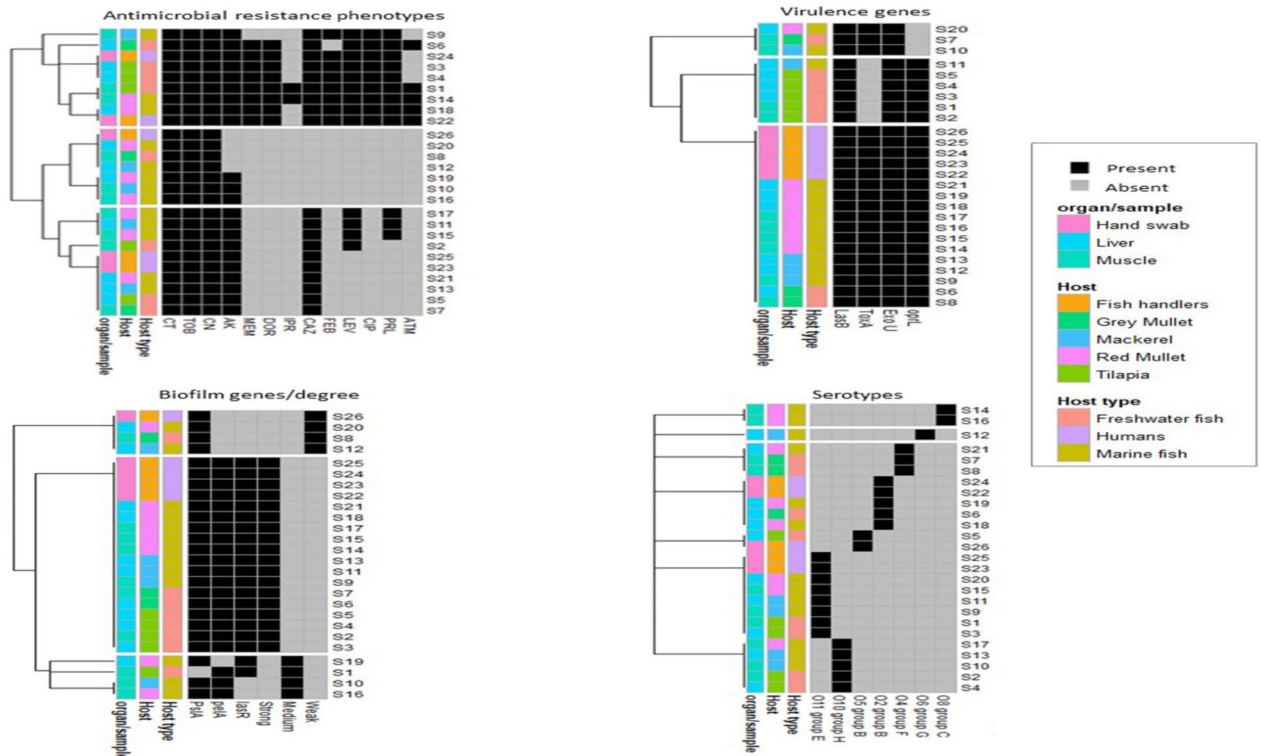 Antimicrobial resistance phenotypes
S9
S6
S24
S3
S4
S1
S14
S18
S22
S26
S20
S8
S12
S19
S10
S16
S17
S11
S15
S2
S25
S23
S21
S13
S5
S7
organ/sample
Host
Host type
CT
TOB
CN
AK
MEM
DOR
IPR
CAZ
FEB
LEV
CIP
PRL
ATM
Virulence genes
S20
S7
S10
S11
S5
S4
S3
S1
S2
S26
S25
S24
S23
S22
S21
S19
S18
S17
S16
S15
S14
S13
S12
S9
S6
S8
organ/sample
Host
Host type
LasB
ToxA
Exo U
oprL
Present
Absent
organ/sample
Hand swab
Liver
Muscle
Host
Fish handlers
Grey Mullet
Mackerel
Red Mullet
Tilapia
Host type
Freshwater fish
Humans
Marine fish
Biofilm genes/degree
S26
S20
S8
S12
S25
S24
S23
S22
S21
S18
S17
S15
S14
S13
S11
S9
S7
S6
S5
S4
S2
S3
S19
S1
S10
S16
organ/sample
Host
Host type
PslA
pelA
lasR
Strong
Medium
Weak
Serotypes
S14
S16
S12
S21
S7
S8
S24
S22
S19
S6
S18
S5
S26
S25
S23
S20
S15
S11
S9
S1
S3
S17
S13
S10
S2
S4
organ/sample
Host
Host type
O11 group E
O10 group H
O5 group B
O2 group B
O4 group F
O6 group G
O8 group C